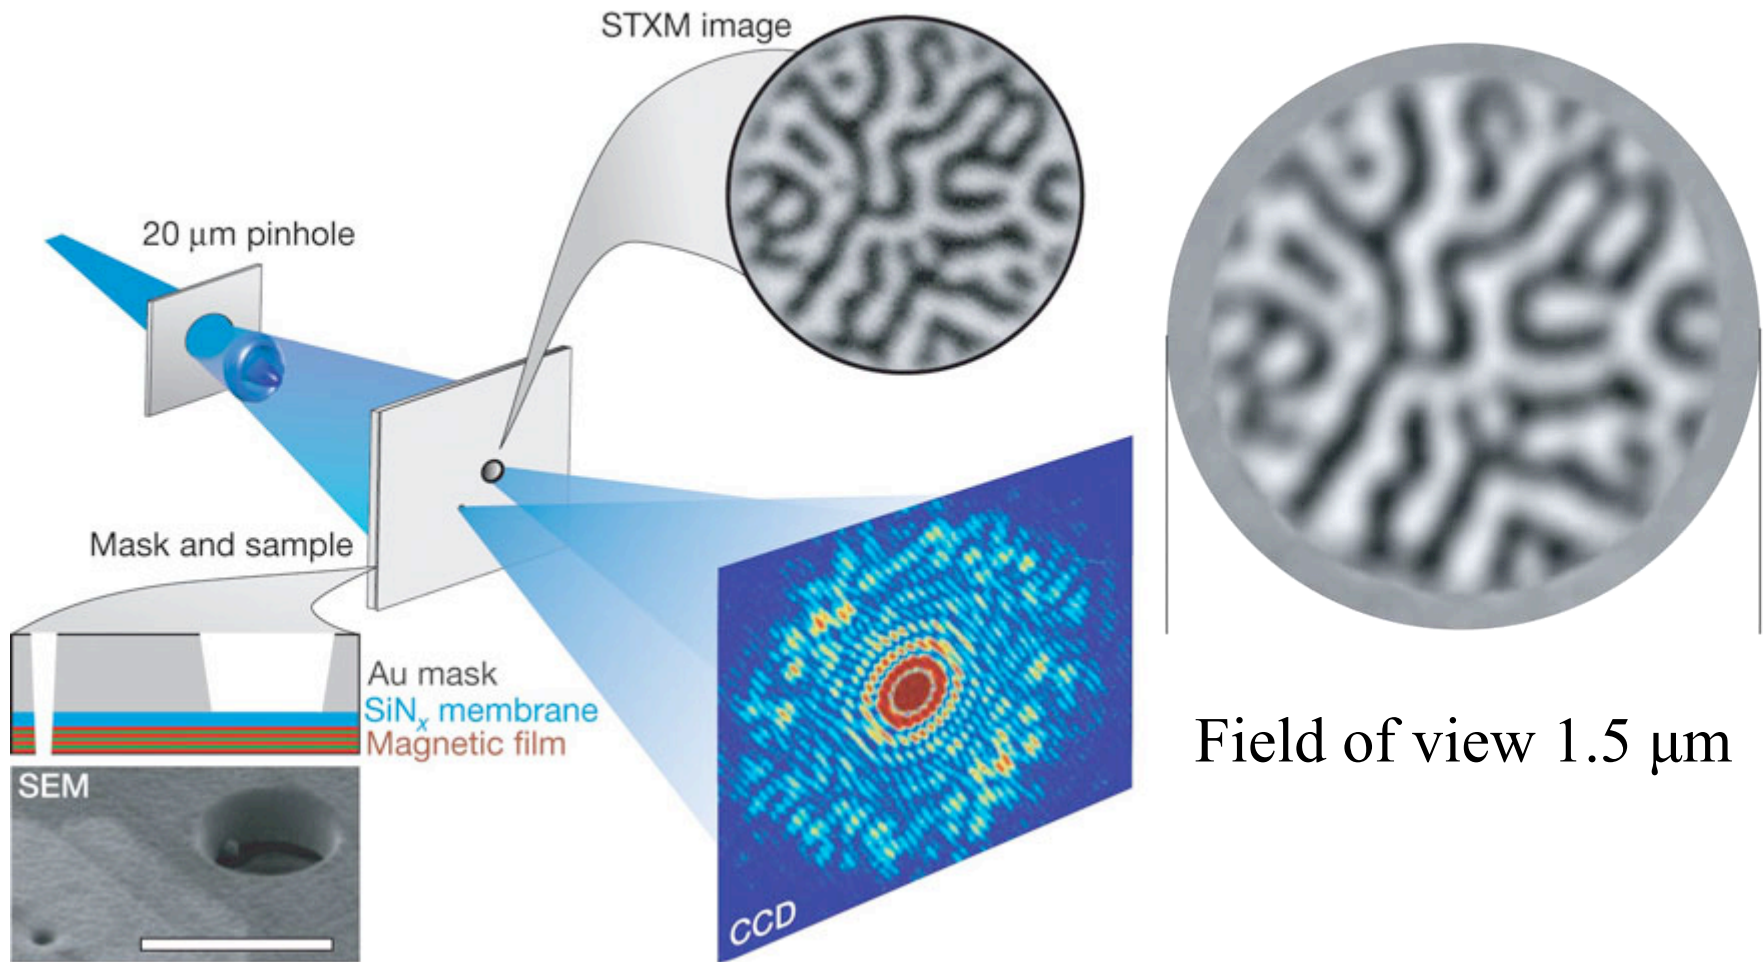 STXM image
20 μm pinhole
Mask and sample
Au mask
SiNx membrane
Magnetic film
SEM
CCD
Field of view 1.5 μm